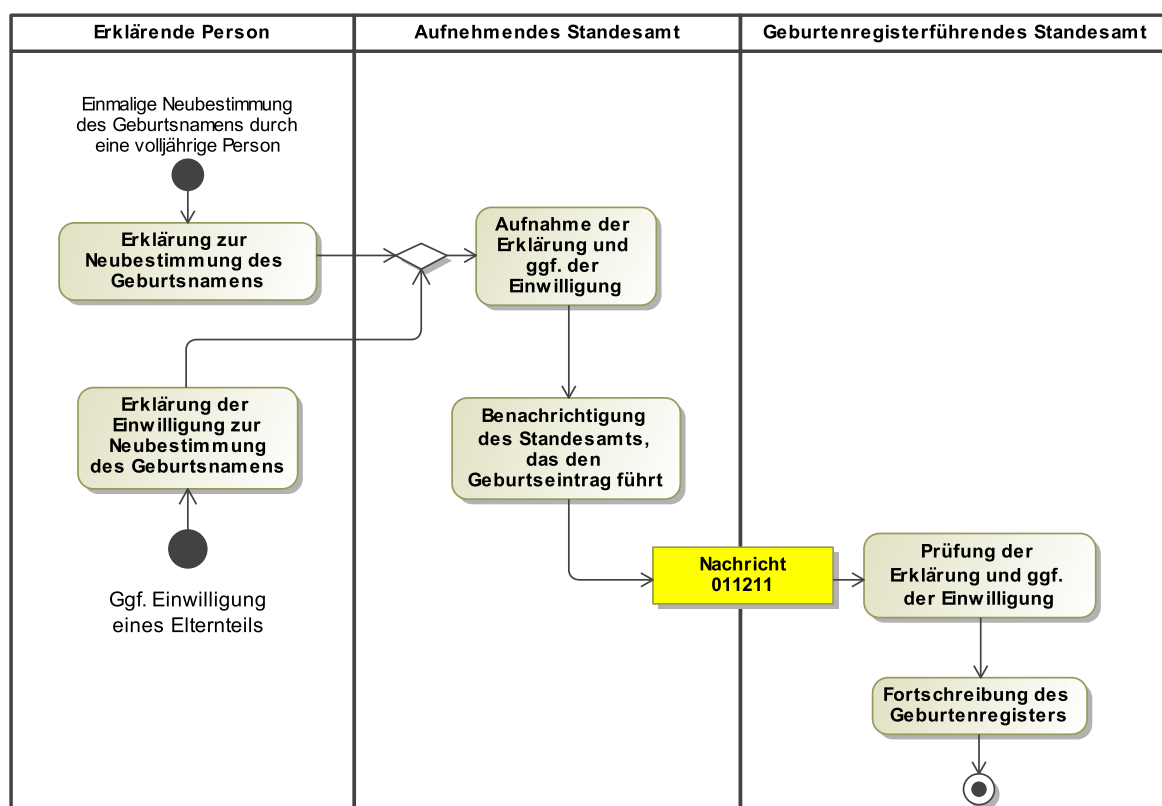 Erklärende Person
Aufnehmendes Standesamt
Geburtenregisterführendes Standesamt
Einmalige Neubestimmung
des Geburtsnamens durch
eine volljährige Person
Erklärung zur
Neubestimmung des
Geburtsnamens
Aufnahme der
Erklärung und
ggf. der
Einwilligung
Erklärung der
Einwilligung zur
Neubestimmung
des Geburtsnamens
Benachrichtigung
des Standesamts,
das den
Geburtseintrag führt
Ggf. Einwilligung
eines Elternteils
Nachricht
011211
Prüfung der
Erklärung und ggf.
der Einwilligung
Fortschreibung des
Geburtenregisters